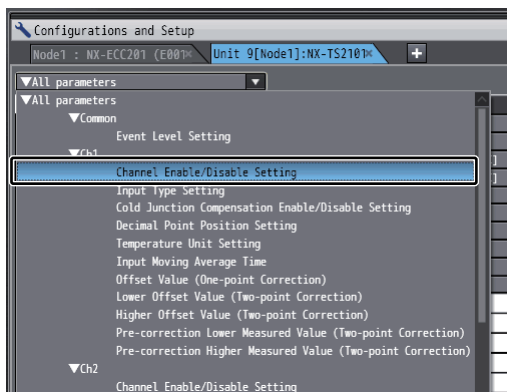 Configurations and Setup
Node1 : NX-ECC201 (E001 Unit 9[Node1]:NX-TS2101 +
▼All parameters ▼
▼All parameters
▼Common
Event Level Setting
▼Ch1
Channel Enable/Disable Setting
Input Type Setting
Cold Junction Compensation Enable/Disable Setting
Decimal Point Position Setting
Temperature Unit Setting
Input Moving Average Time
Offset Value (One-point Correction)
Lower Offset Value (Two-point Correction)
Higher Offset Value (Two-point Correction)
Pre-correction Lower Measured Value (Two-point Correction)
Pre-correction Higher Measured Value (Two-point Correction)
▼Ch2
Channel Enable/Disable Setting